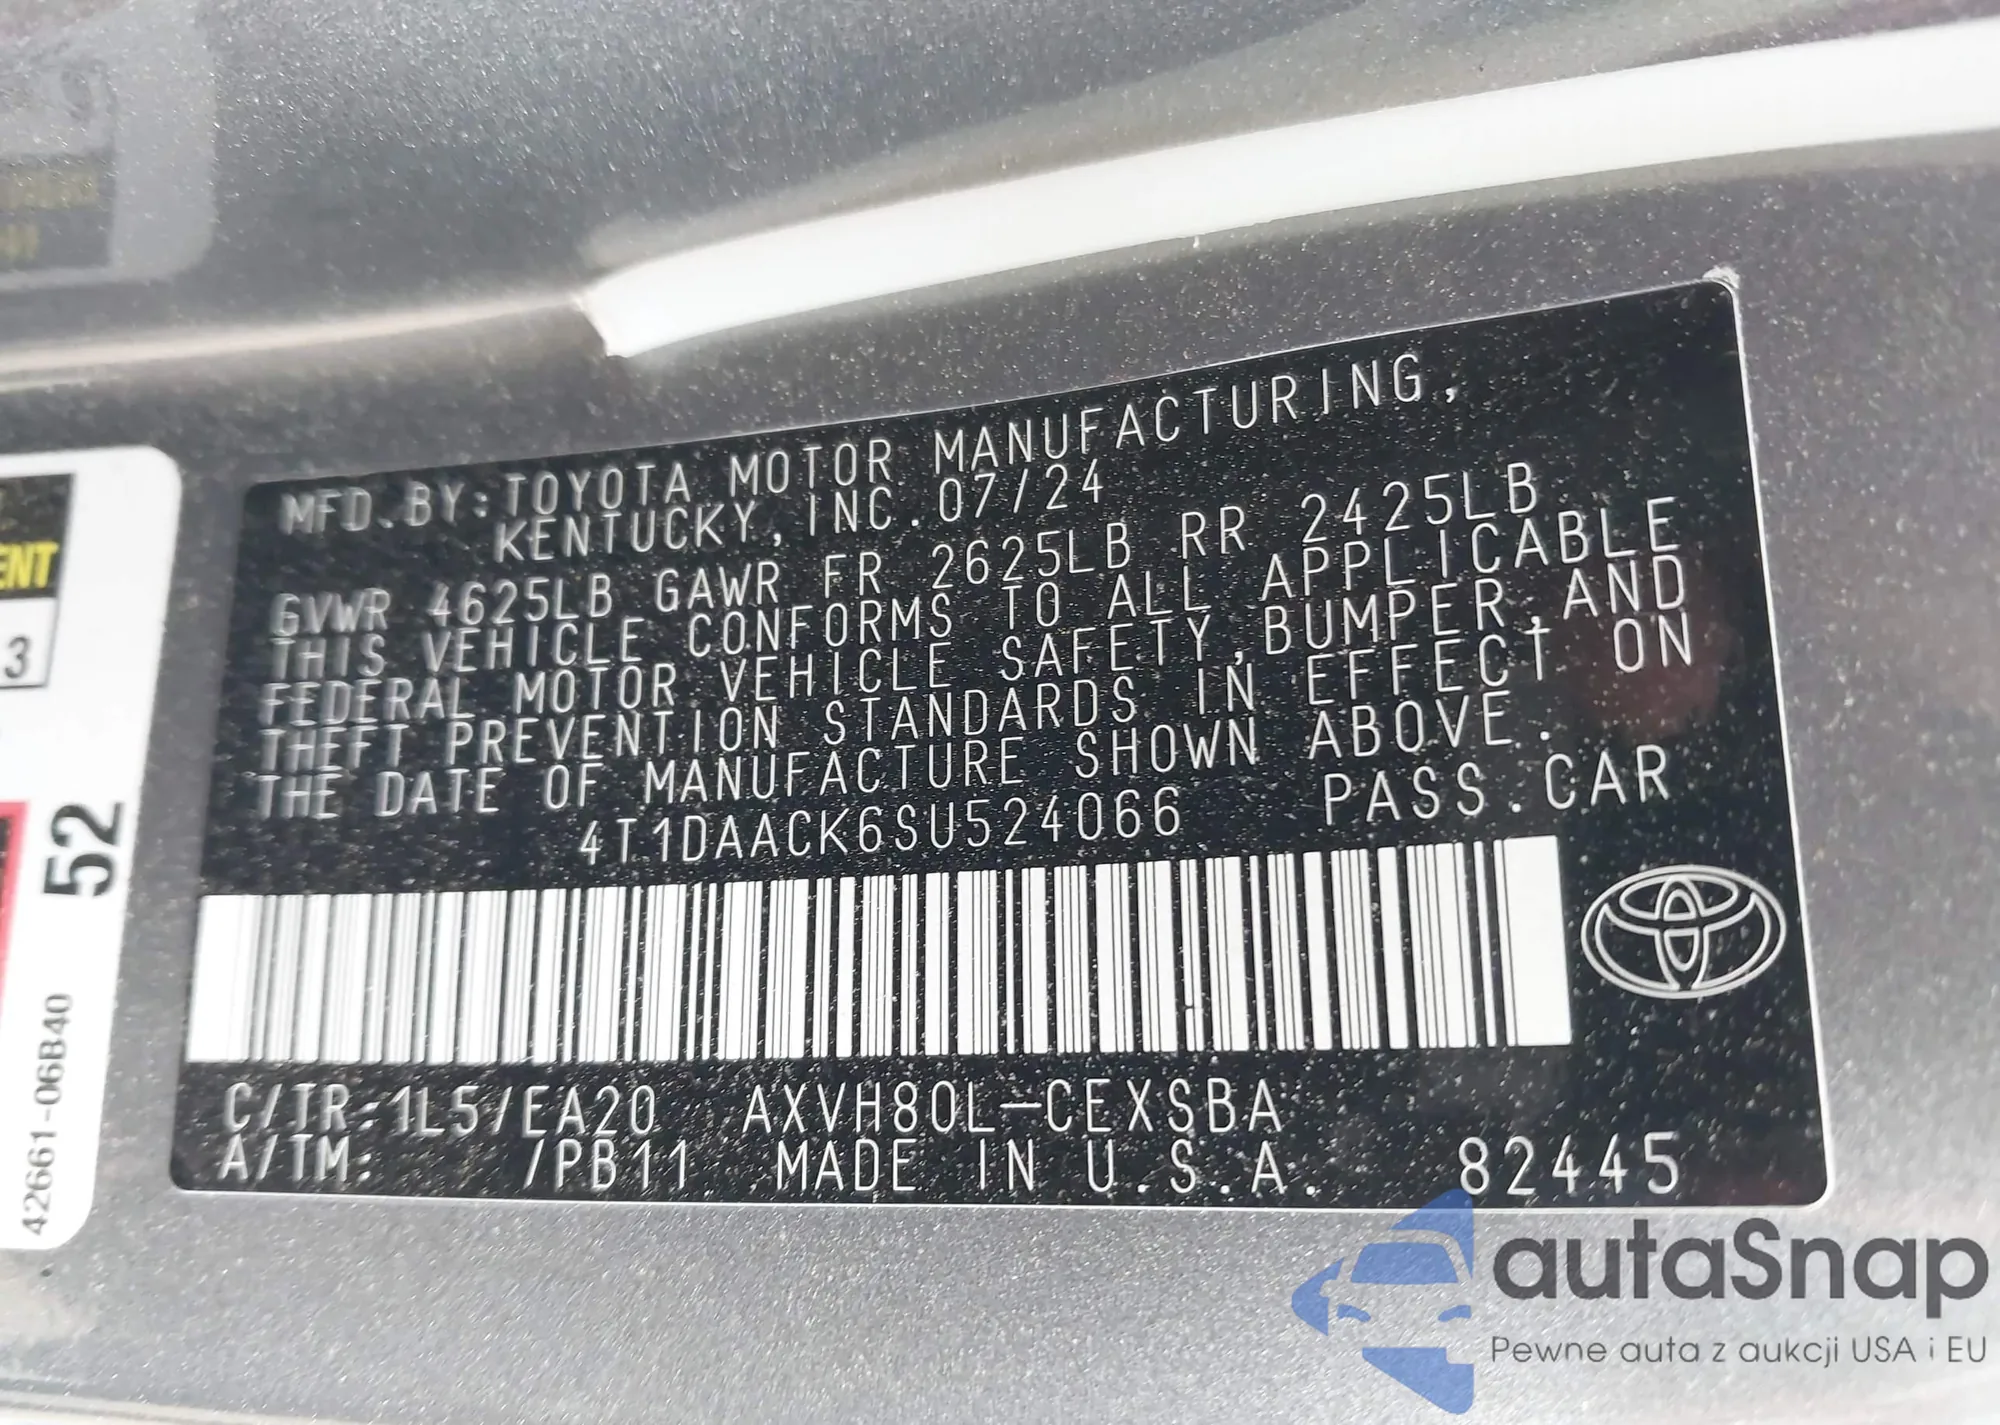 MFD. BY: TOYOTA MOTOR MANUFACTURING,
KENTUCKY, INC. 07/24
GVWR 4625LB GAWR FR 2625LB RR 2425LB
THIS VEHICLE CONFORMS TO ALL APPLICABLE
FEDERAL MOTOR VEHICLE SAFETY, BUMPER, AND
THEFT PREVENTION STANDARDS IN EFFECT ON
THE DATE OF MANUFACTURE SHOWN ABOVE.
4T1DAACK6SU524066 PASS. CAR
C/TR: 1L5/EA20 AXVH80L-CEXSBA
A/TM: /PB11 MADE IN U.S.A. 82445
3
52
42661-06B40
autaSnap
Pewne auta z aukcji USA i EU